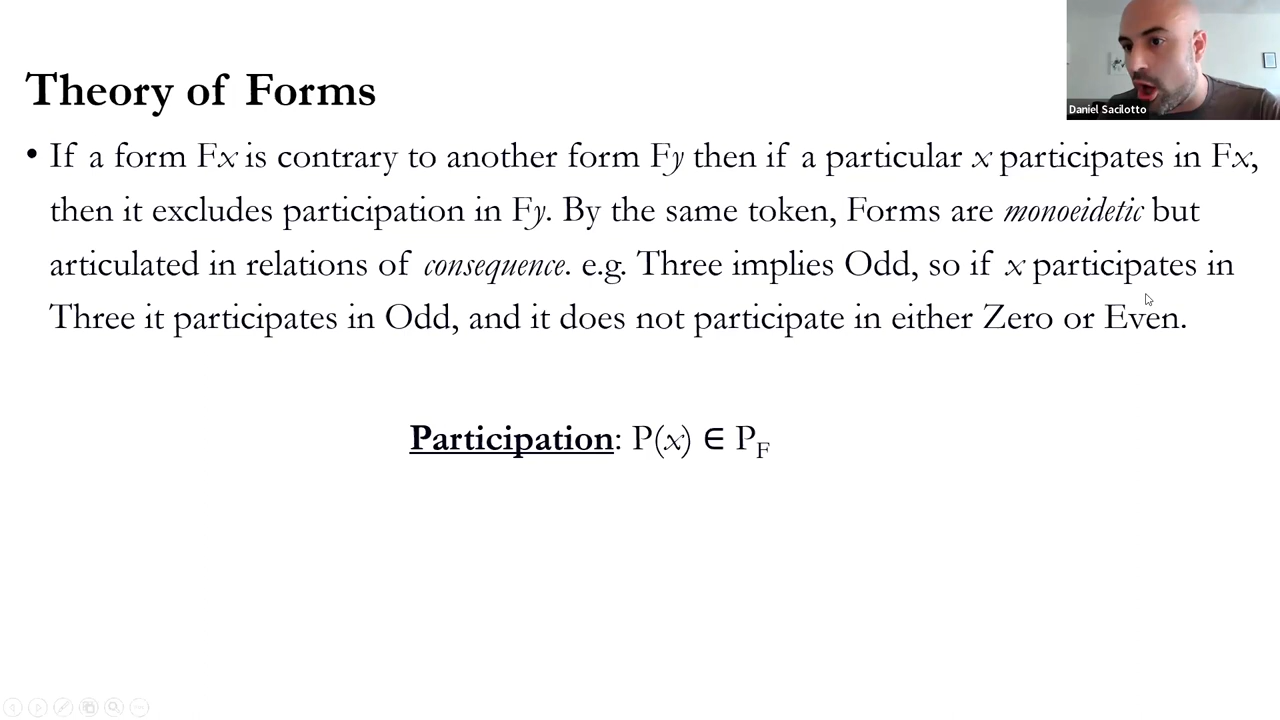 Daniel Sacilotto
Theory of Forms
• If a form Fx is contrary to another form Fy then if a particular x participates in Fx,
then it excludes participation in Fy. By the same token, Forms are monoeidetic but
articulated in relations of consequence. e.g. Three implies Odd, so if x participates in
Three it participates in Odd, and it does not participate in either Zero or Even.
Participation: P(x) ∈ P_F